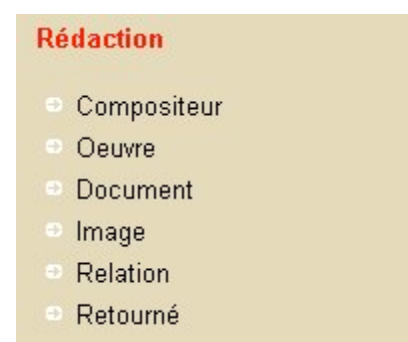 Rédaction
Compositeur
Oeuvre
Document
Image
Relation
Retourné